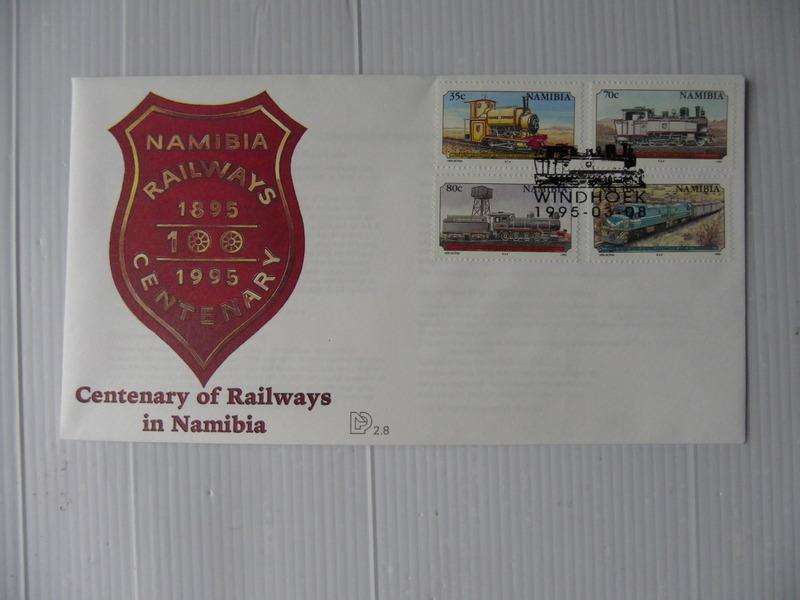 NAMIBIA
RAILWAYS
1895
100
1995
CENTENARY
Centenary of Railways
in Namibia
2.8
35c NAMIBIA
70c NAMIBIA
80c
NAMIBIA
WINDHOEK
1995-03-08